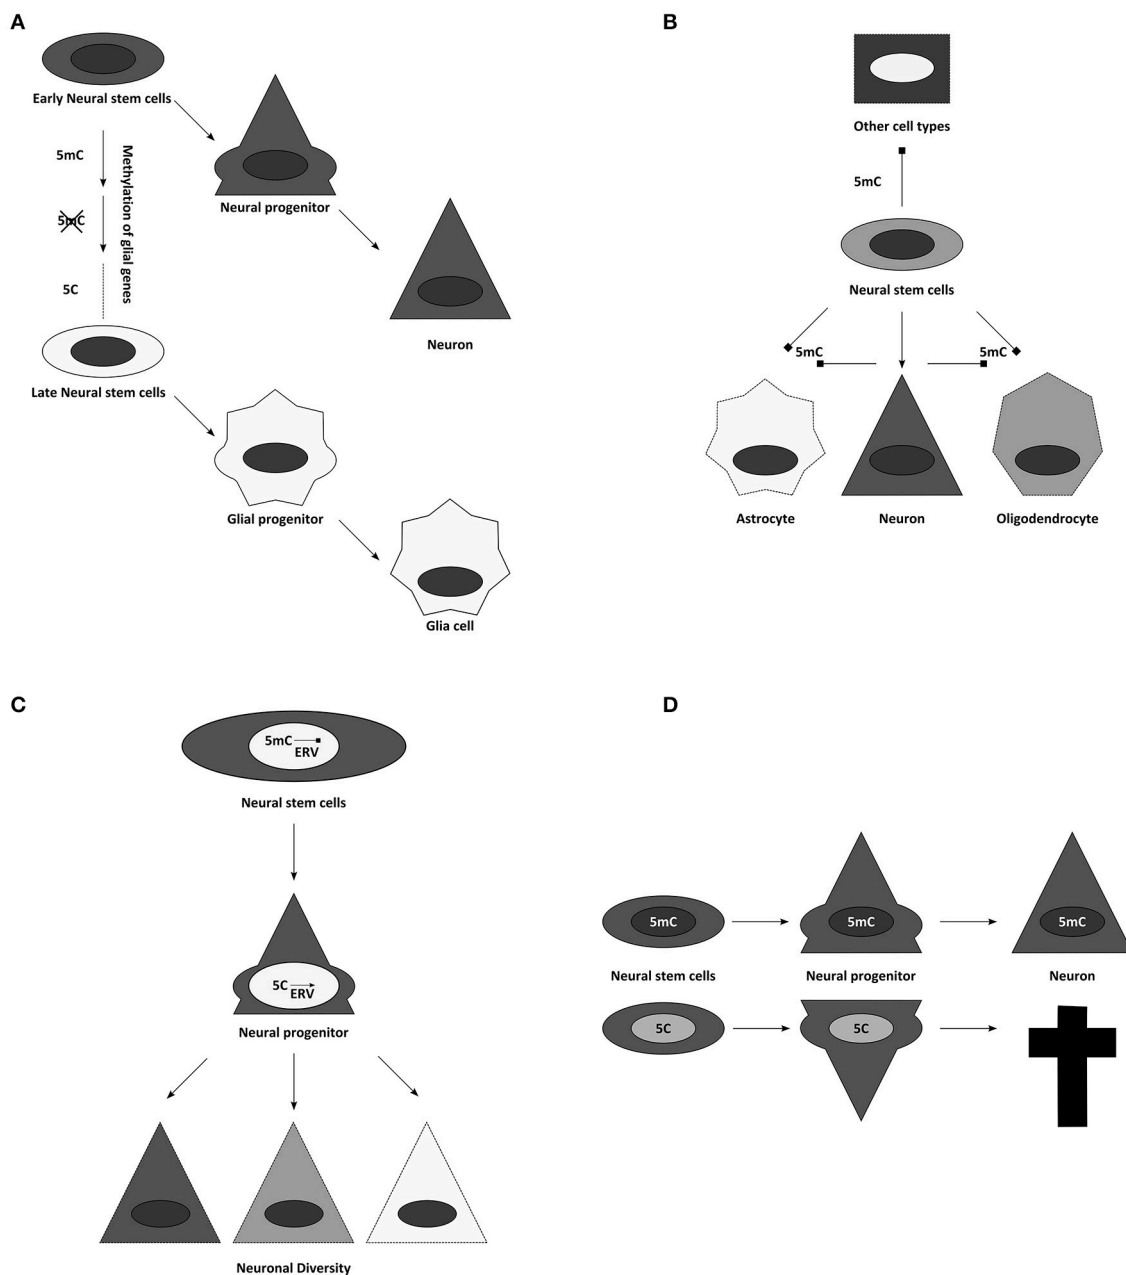 A
Early Neural stem cells
5mC
Methylation of glial genes
5mC
5C
Neural progenitor
Neuron
Late Neural stem cells
Glial progenitor
Glia cell
B
Other cell types
5mC
Neural stem cells
5mC
5mC
Astrocyte
Neuron
Oligodendrocyte
C
5mC
ERV
Neural stem cells
5C
ERV
Neural progenitor
Neuronal Diversity
D
5mC
5mC
5mC
Neural stem cells
Neural progenitor
Neuron
5C
5C